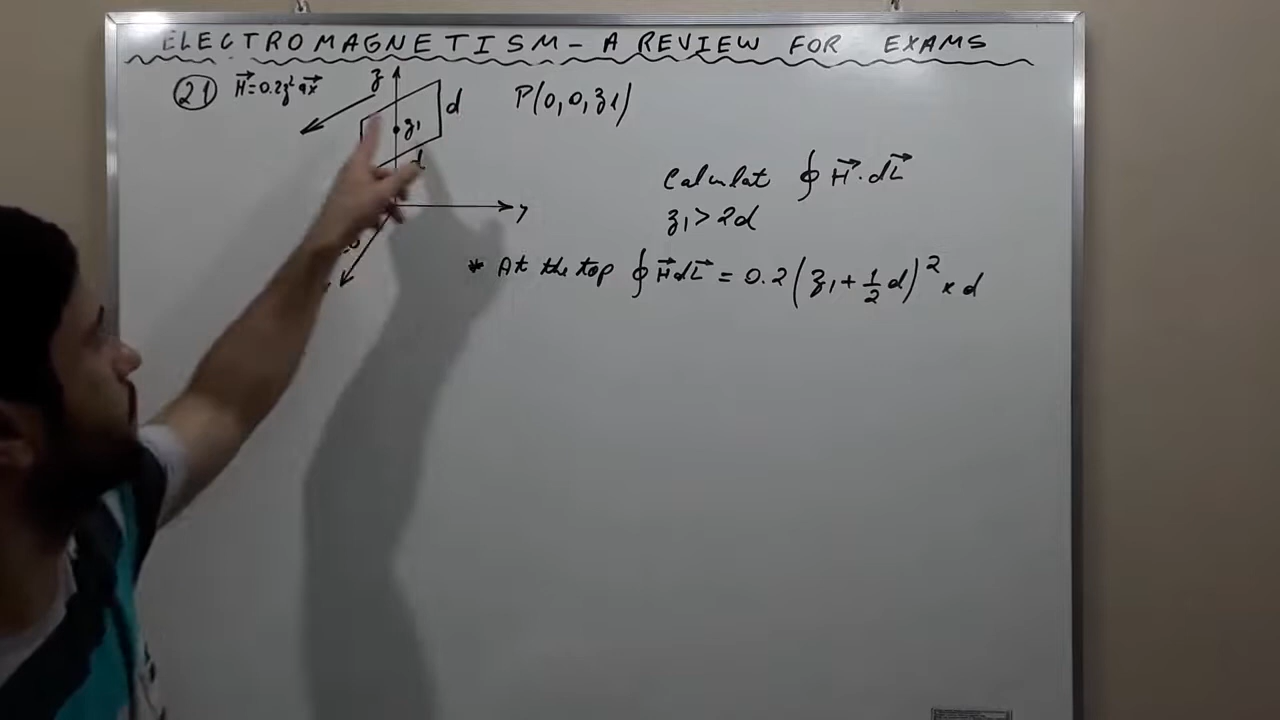 ELECTROMAGNETISM - A REVIEW FOR EXAMS
21 H⃗ = 0.2z² ax⃗
z
d
P(0,0,z1)
z1
d
Calculat ∮ H⃗.dL⃗
z1 > 2d
y
* At the top ∮ H⃗ dL⃗ = 0.2(z1 + 1/2 d)² × d